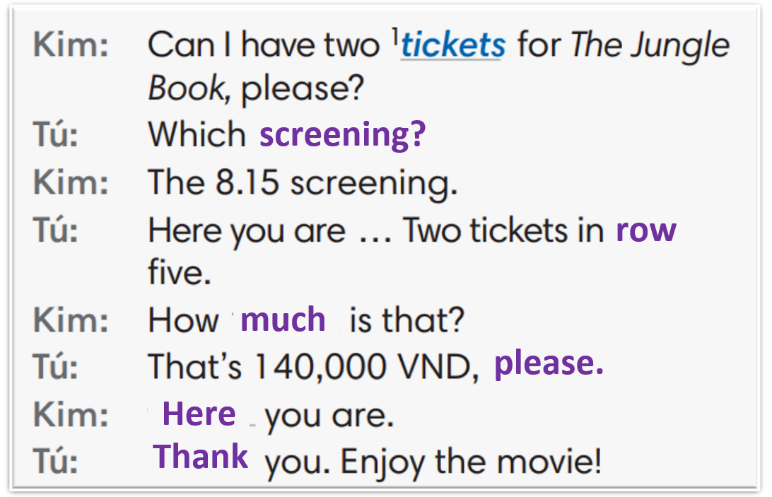 Kim: Can I have two ¹tickets for The Jungle
Book, please?
Tú: Which screening?
Kim: The 8.15 screening.
Tú: Here you are ... Two tickets in row
five.
Kim: How much is that?
Tú: That's 140,000 VND, please.
Kim: Here you are.
Tú: Thank you. Enjoy the movie!